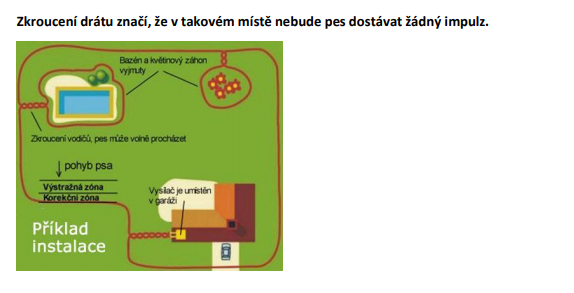 Zkroucení drátu značí, že v takovém místě nebude pes dostávat žádný impulz.
Bazén a květinový záhon
vyjmuty
Zkroucení vodičů, pes může volně procházet
pohyb psa
Výstražná zóna
Korekční zóna
Vysílač je umístěn
v garáži
Příklad
instalace